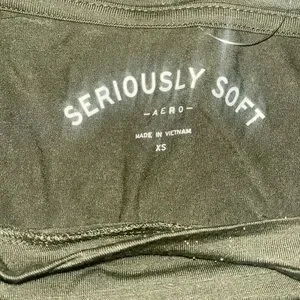 SERIOUSLY SOFT
—AERO—
MADE IN VIETNAM
XS